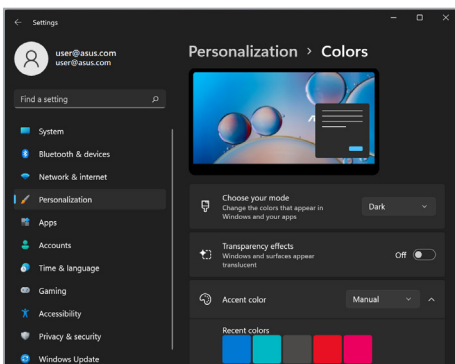 Settings
user@asus.com
user@asus.com
Find a setting
System
Bluetooth & devices
Network & internet
Personalization
Apps
Accounts
Time & language
Gaming
Accessibility
Privacy & security
Windows Update
Personalization > Colors
Choose your mode
Change the colors that appear in
Windows and your apps
Dark
Transparency effects
Windows and surfaces appear
translucent
Off
Accent color
Manual
Recent colors